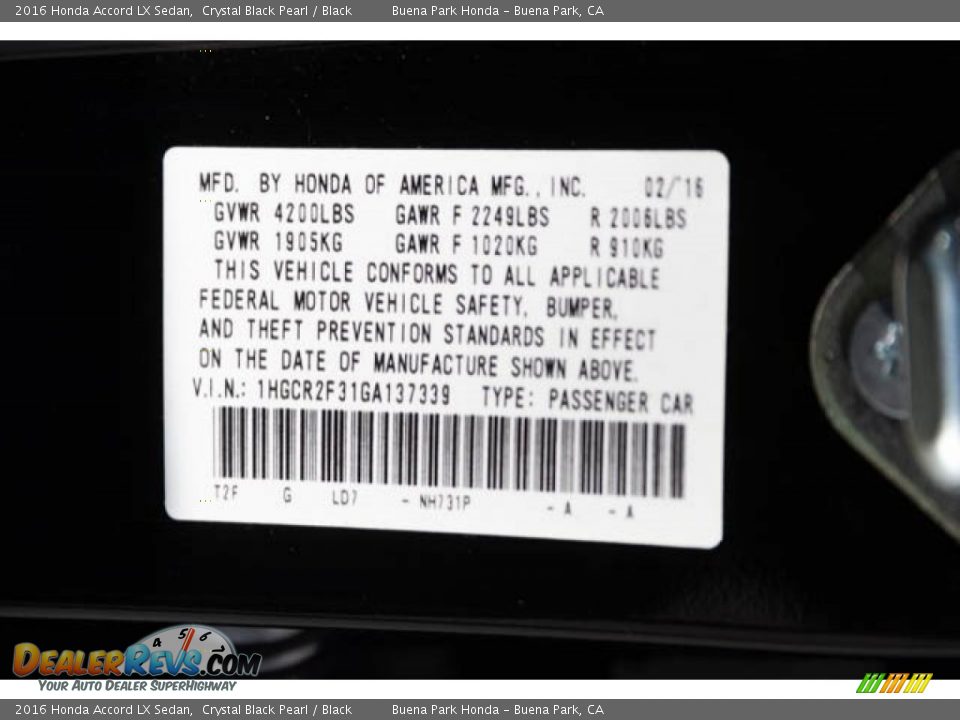 2016 Honda Accord LX Sedan, Crystal Black Pearl / Black Buena Park Honda - Buena Park, CA
MFD. BY HONDA OF AMERICA MFG., INC. 02/16
GVWR 4200LBS GAWR F 2249LBS R 2006LBS
GVWR 1905KG GAWR F 1020KG R 910KG
THIS VEHICLE CONFORMS TO ALL APPLICABLE
FEDERAL MOTOR VEHICLE SAFETY, BUMPER,
AND THEFT PREVENTION STANDARDS IN EFFECT
ON THE DATE OF MANUFACTURE SHOWN ABOVE.
V.I.N.: 1HGCR2F31GA137339 TYPE: PASSENGER CAR
T2F G LD7 - NH731P - A - A
4 5 6
DEALERREVS.COM
YOUR AUTO DEALER SUPERHIGHWAY
2016 Honda Accord LX Sedan, Crystal Black Pearl / Black Buena Park Honda - Buena Park, CA